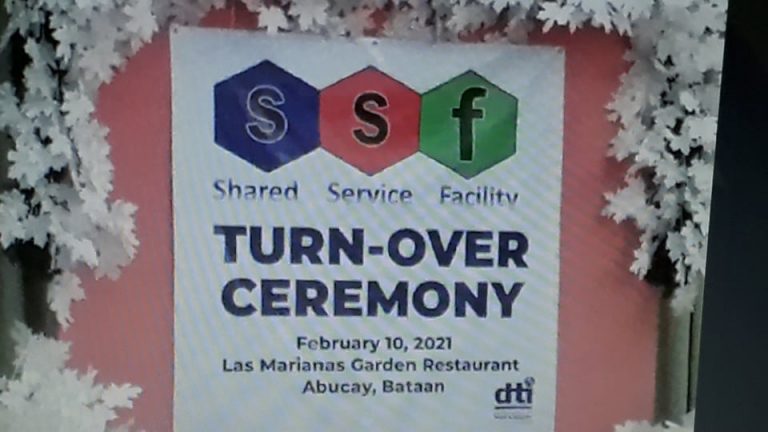 S S f
Shared Service Facility
TURN-OVER
CEREMONY
February 10, 2021
Las Marianas Garden Restaurant
Abucay, Bataan
dti